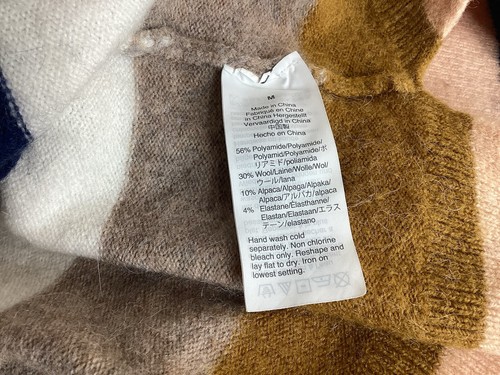 M
Made in China
Fabriqué en Chine
in China Hergestellt
Vervaardigd in China
中国製
Hecho en China
56% Polyamide/Polyamide/
Polyamid/Polyamide/ポ
リアミド/poliamida
30% Wool/Laine/Wolle/Wol/
ウール/lana
10% Alpaca/Alpaga/Alpaka/
Alpaca/アルパカ/alpaca
4% Elastane/Elasthanne/
Elastan/Elastaan/エラス
テーン/elastano
Hand wash cold
separately. Non chlorine
bleach only. Reshape and
lay flat to dry. Iron on
lowest setting.